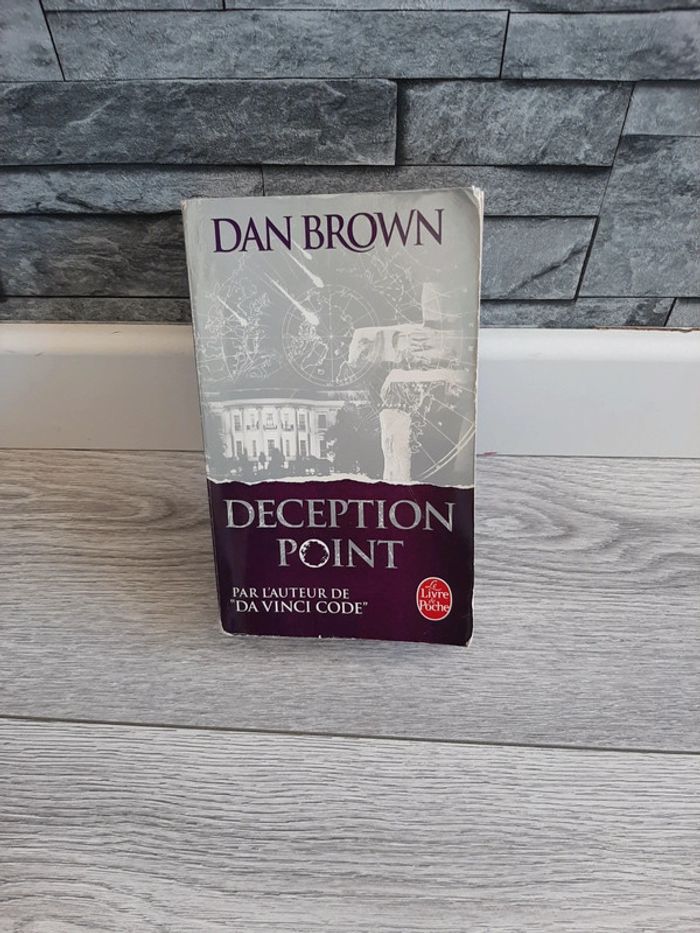 DAN BROWN
DECEPTION
POINT
PAR L'AUTEUR DE
"DA VINCI CODE"
Le
Livre
de
Poche